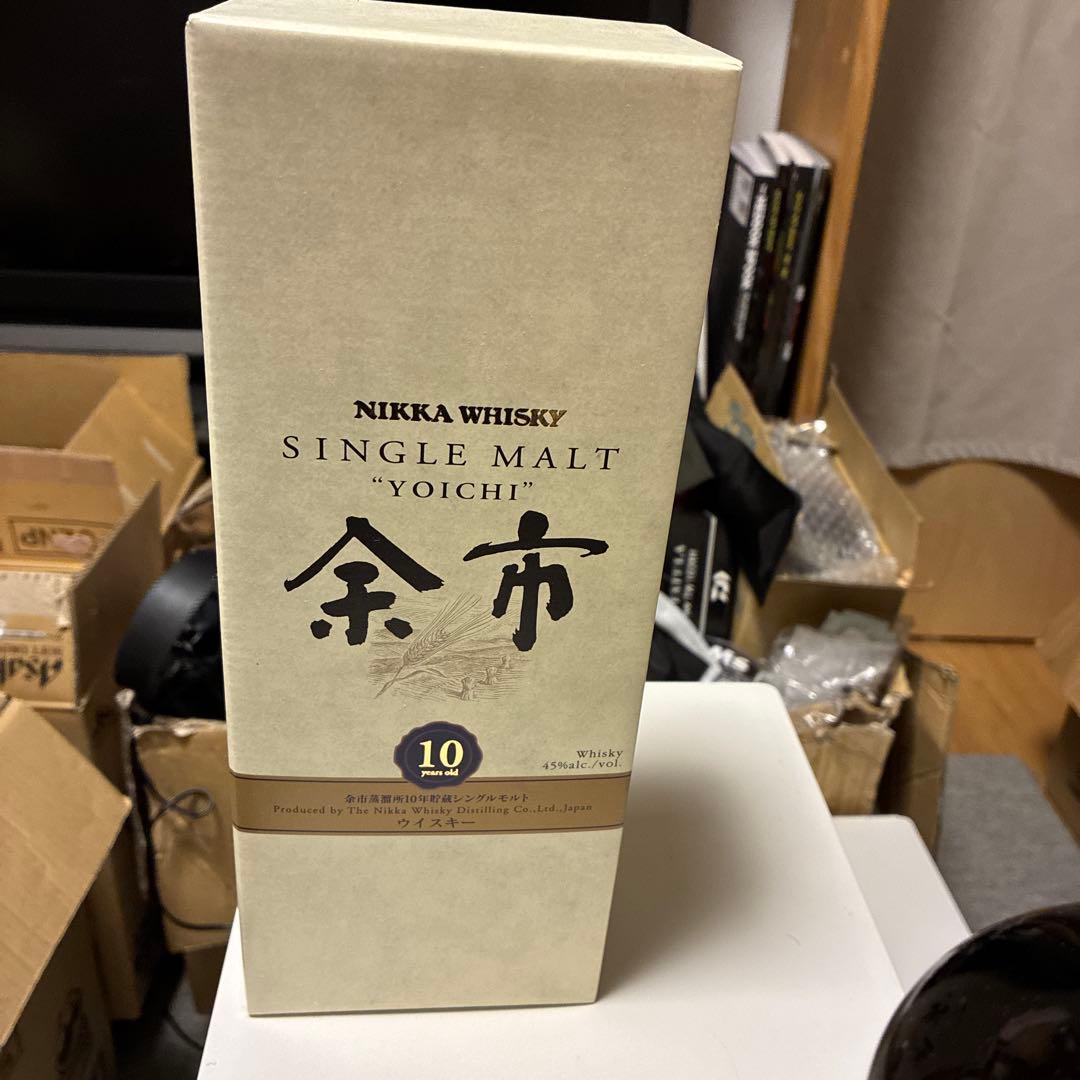 NIKKA WHISKY
SINGLE MALT
“YOICHI”
余市
10
years old
Whisky
45%alc./vol.
余市蒸溜所10年貯蔵シングルモルト
Produced by The Nikka Whisky Distilling Co.,Ltd.,Japan
ウイスキー